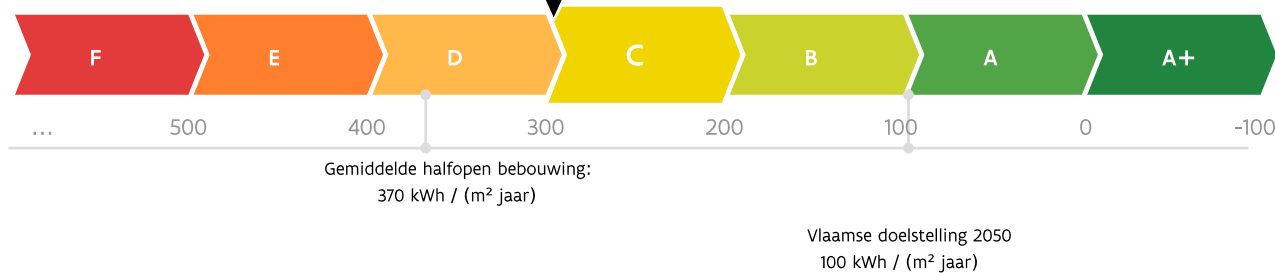 F E D C B A A+
... 500 400 300 200 100 0 -100
Gemiddelde halfopen bebouwing:
370 kWh / (m² jaar)
Vlaamse doelstelling 2050
100 kWh / (m² jaar)